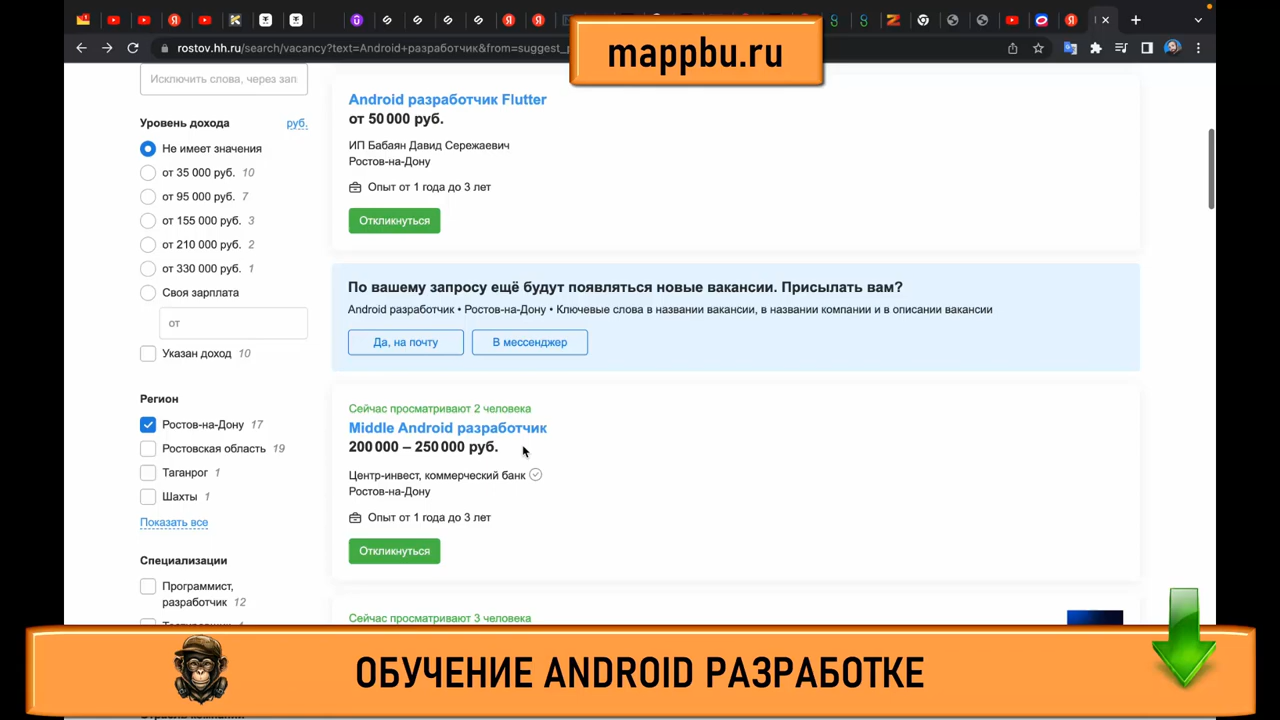 mappbu.ru
rostov.hh.ru/search/vacancy?text=Android+разработчик&from=suggest_
Исключить слова, через зап
Уровень дохода
руб.
Не имеет значения
от 35 000 руб. 10
от 95 000 руб. 7
от 155 000 руб. 3
от 210 000 руб. 2
от 330 000 руб. 1
Своя зарплата
от
Указан доход 10
Регион
Ростов-на-Дону 17
Ростовская область 19
Таганрог 1
Шахты 1
Показать все
Специализации
Программист,
разработчик 12
Android разработчик Flutter
от 50 000 руб.
ИП Бабаян Давид Сережаевич
Ростов-на-Дону
Опыт от 1 года до 3 лет
Откликнуться
По вашему запросу ещё будут появляться новые вакансии. Присылать вам?
Android разработчик • Ростов-на-Дону • Ключевые слова в названии вакансии, в названии компании и в описании вакансии
Да, на почту
В мессенджер
Сейчас просматривают 2 человека
Middle Android разработчик
200 000 – 250 000 руб.
Центр-инвест, коммерческий банк
Ростов-на-Дону
Опыт от 1 года до 3 лет
Откликнуться
Сейчас просматривают 3 человека
ОБУЧЕНИЕ ANDROID РАЗРАБОТКЕ